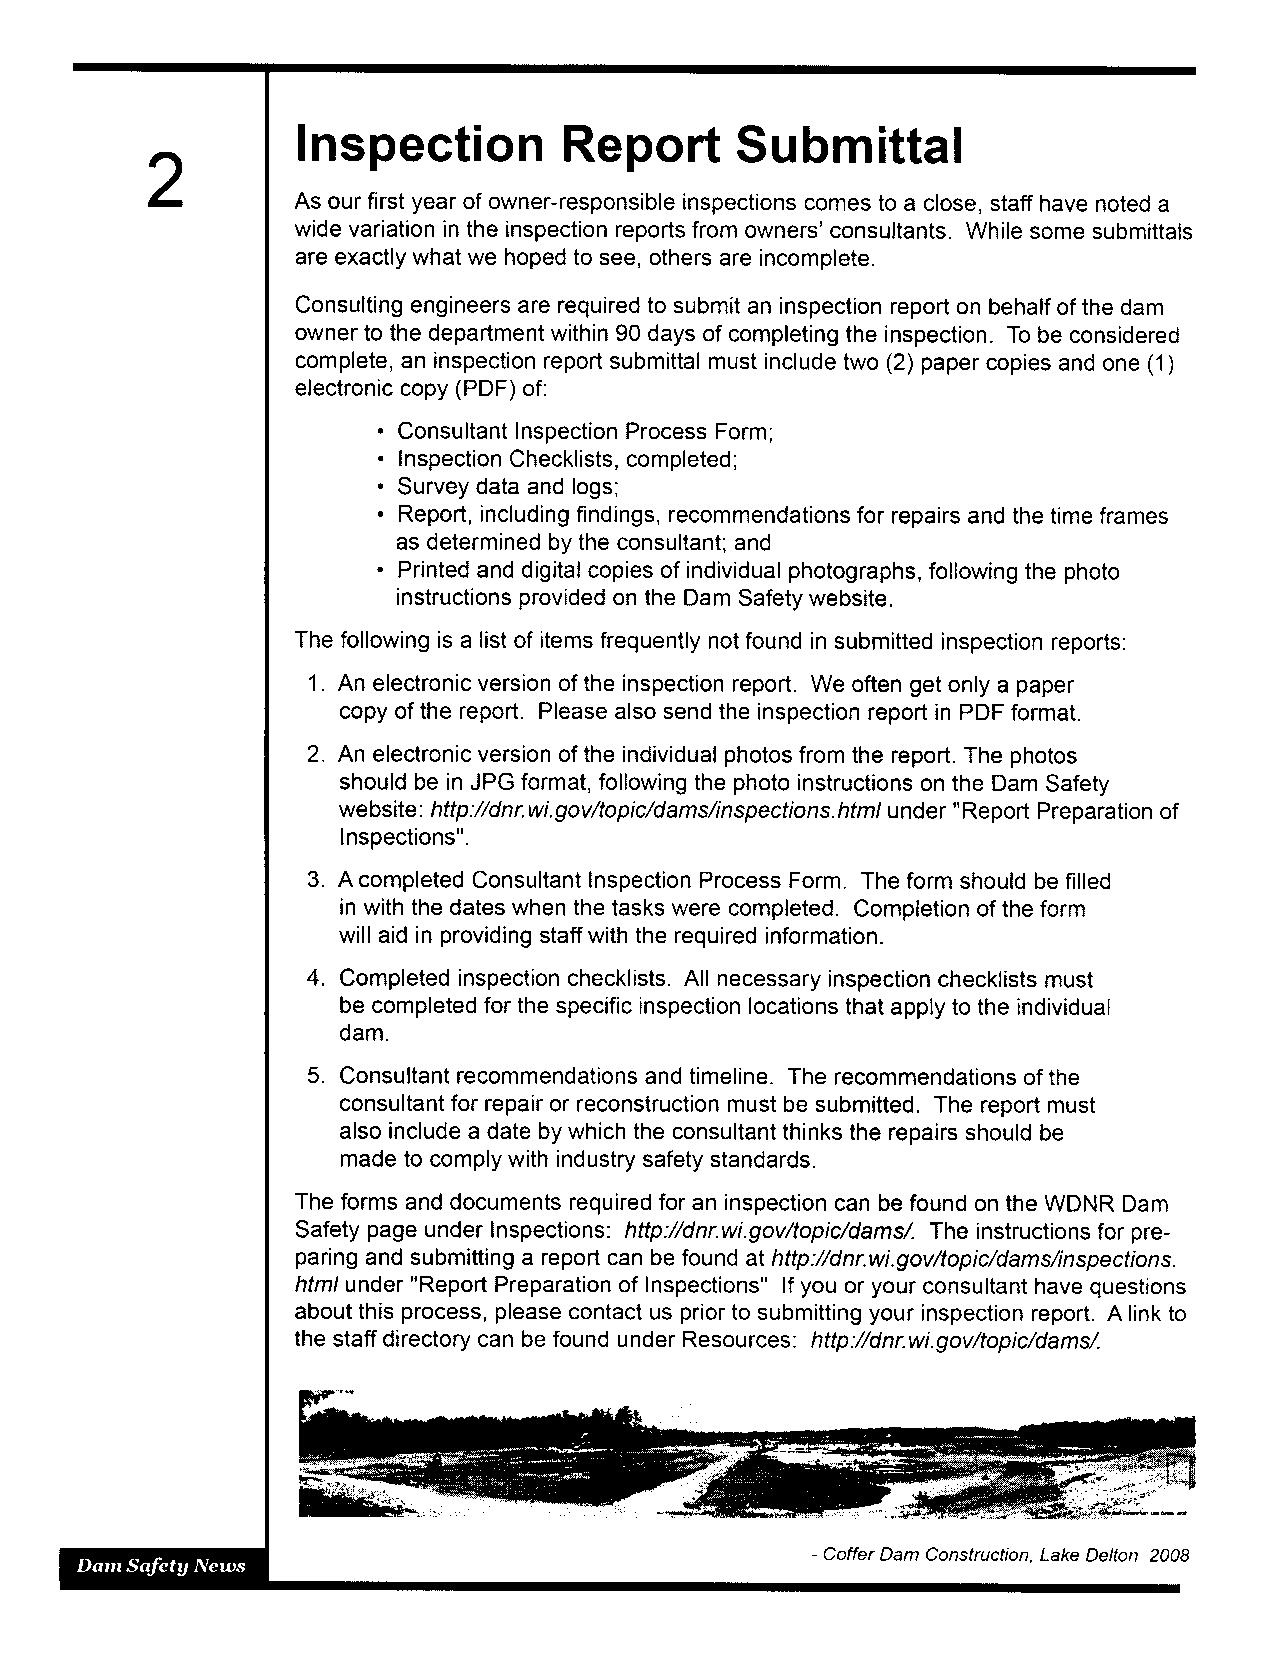 2
Inspection Report Submittal
As our first year of owner-responsible inspections comes to a close, staff have noted a
wide variation in the inspection reports from owners' consultants. While some submittals
are exactly what we hoped to see, others are incomplete.
Consulting engineers are required to submit an inspection report on behalf of the dam
owner to the department within 90 days of completing the inspection. To be considered
complete, an inspection report submittal must include two (2) paper copies and one (1)
electronic copy (PDF) of:
• Consultant Inspection Process Form;
• Inspection Checklists, completed;
• Survey data and logs;
• Report, including findings, recommendations for repairs and the time frames
as determined by the consultant; and
• Printed and digital copies of individual photographs, following the photo
instructions provided on the Dam Safety website.
The following is a list of items frequently not found in submitted inspection reports:
1. An electronic version of the inspection report. We often get only a paper
copy of the report. Please also send the inspection report in PDF format.
2. An electronic version of the individual photos from the report. The photos
should be in JPG format, following the photo instructions on the Dam Safety
website: http://dnr.wi.gov/topic/dams/inspections.html under "Report Preparation of
Inspections".
3. A completed Consultant Inspection Process Form. The form should be filled
in with the dates when the tasks were completed. Completion of the form
will aid in providing staff with the required information.
4. Completed inspection checklists. All necessary inspection checklists must
be completed for the specific inspection locations that apply to the individual
dam.
5. Consultant recommendations and timeline. The recommendations of the
consultant for repair or reconstruction must be submitted. The report must
also include a date by which the consultant thinks the repairs should be
made to comply with industry safety standards.
The forms and documents required for an inspection can be found on the WDNR Dam
Safety page under Inspections: http://dnr.wi.gov/topic/dams/. The instructions for pre-
paring and submitting a report can be found at http://dnr.wi.gov/topic/dams/inspections.
html under "Report Preparation of Inspections" If you or your consultant have questions
about this process, please contact us prior to submitting your inspection report. A link to
the staff directory can be found under Resources: http://dnr.wi.gov/topic/dams/.
- Coffer Dam Construction, Lake Delton 2008
Dam Safety News